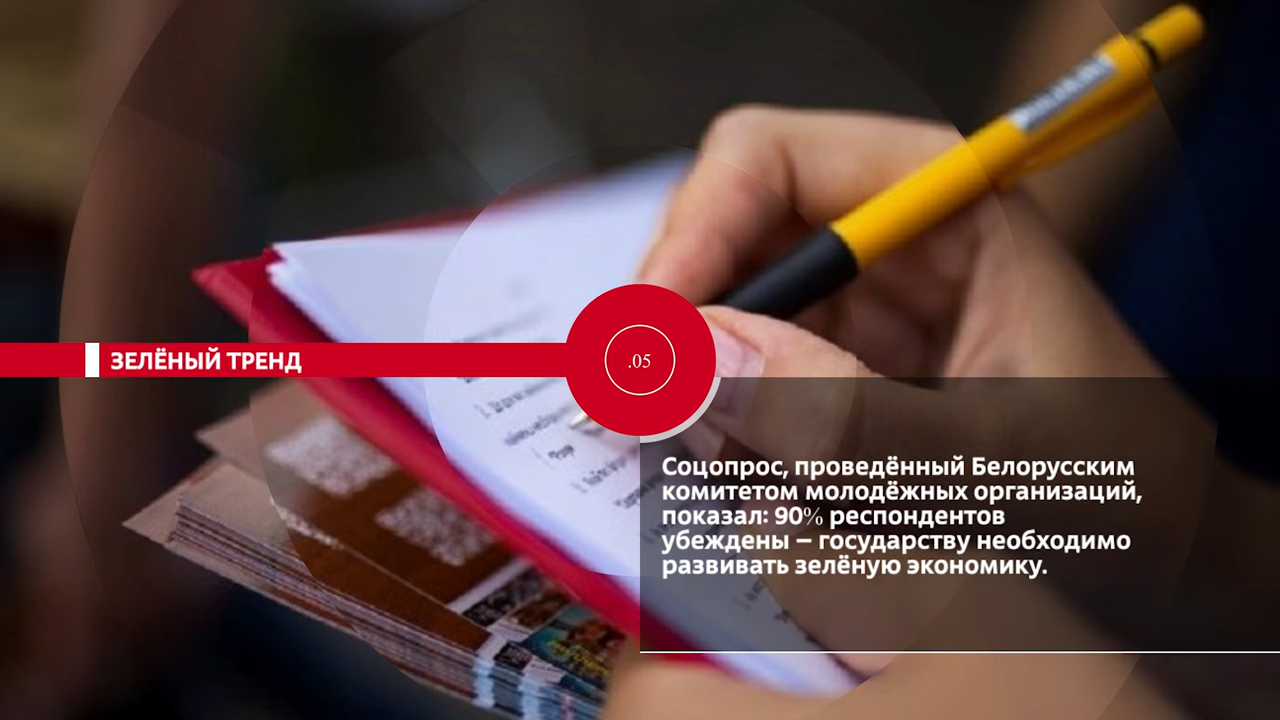 ЗЕЛЁНЫЙ ТРЕНД
.05
Соцопрос, проведённый Белорусским
комитетом молодёжных организаций,
показал: 90% респондентов
убеждены – государству необходимо
развивать зелёную экономику.